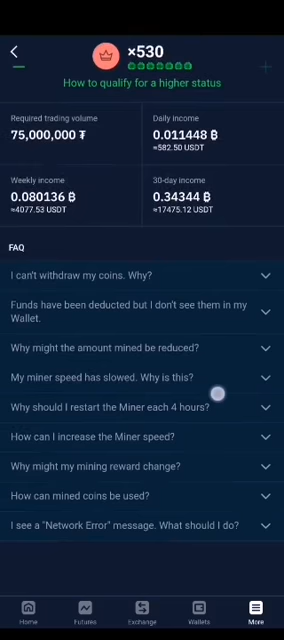 ×530
How to qualify for a higher status
Required trading volume
75,000,000 ₮
Daily income
0.011448 ₿
≈582.50 USDT
Weekly income
0.080136 ₿
≈4077.53 USDT
30-day income
0.34344 ₿
≈17475.12 USDT
FAQ
I can't withdraw my coins. Why?
Funds have been deducted but I don't see them in my
Wallet.
Why might the amount mined be reduced?
My miner speed has slowed. Why is this?
Why should I restart the Miner each 4 hours?
How can I increase the Miner speed?
Why might my mining reward change?
How can mined coins be used?
I see a "Network Error" message. What should I do?
Home
Futures
Exchange
Wallets
More